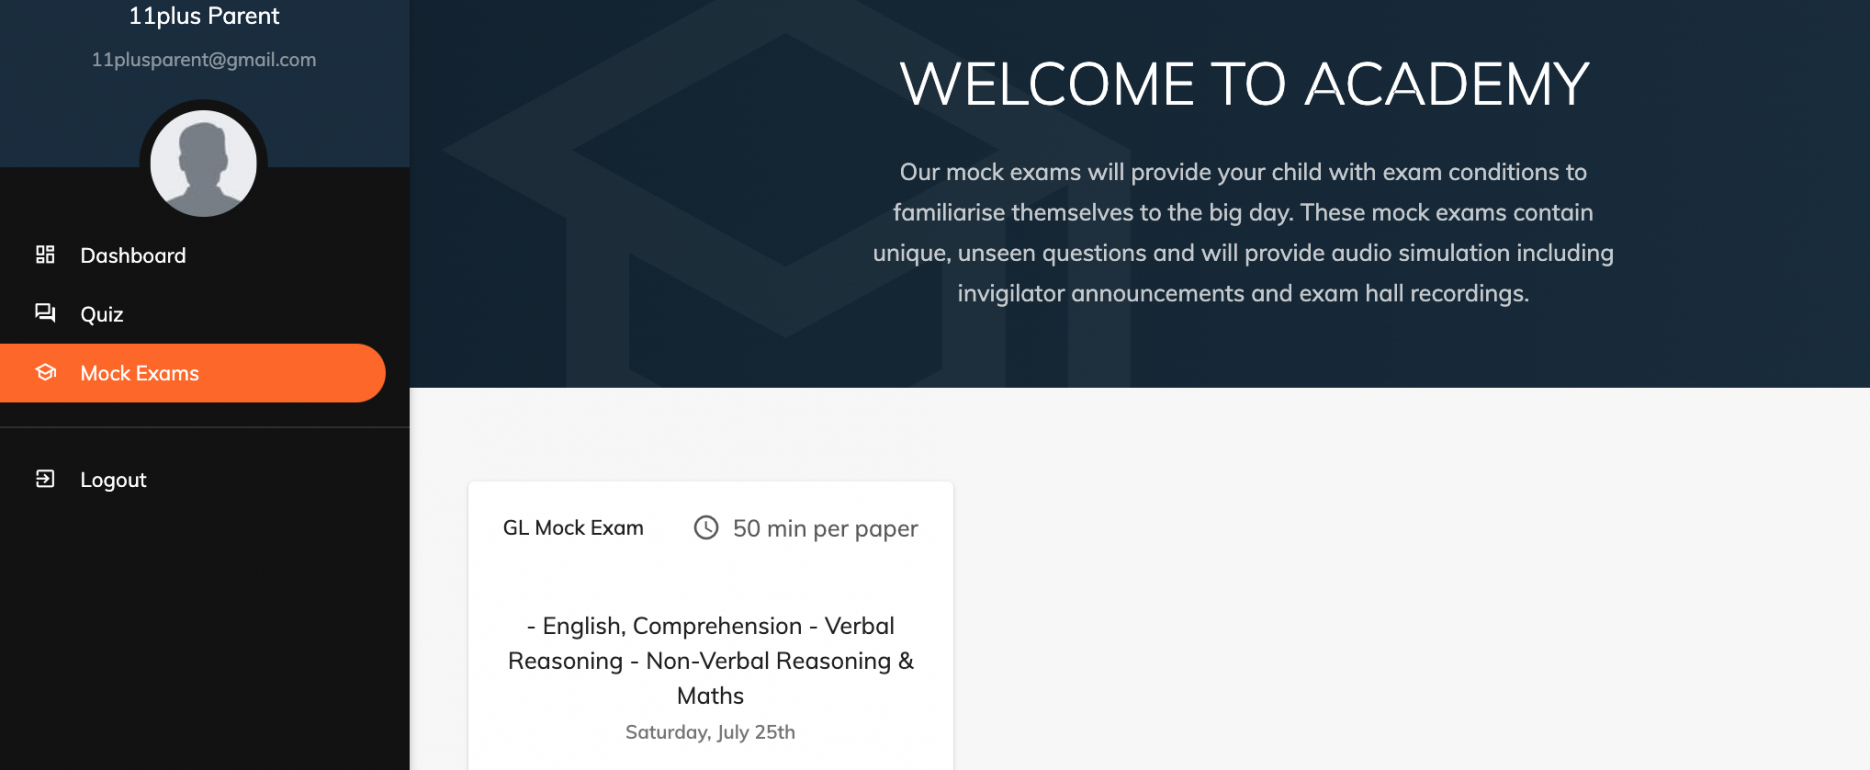 11plus Parent
11plusparent@gmail.com
Dashboard
Quiz
Mock Exams
Logout
WELCOME TO ACADEMY
Our mock exams will provide your child with exam conditions to
familiarise themselves to the big day. These mock exams contain
unique, unseen questions and will provide audio simulation including
invigilator announcements and exam hall recordings.
GL Mock Exam
50 min per paper
- English, Comprehension - Verbal
Reasoning - Non-Verbal Reasoning &
Maths
Saturday, July 25th